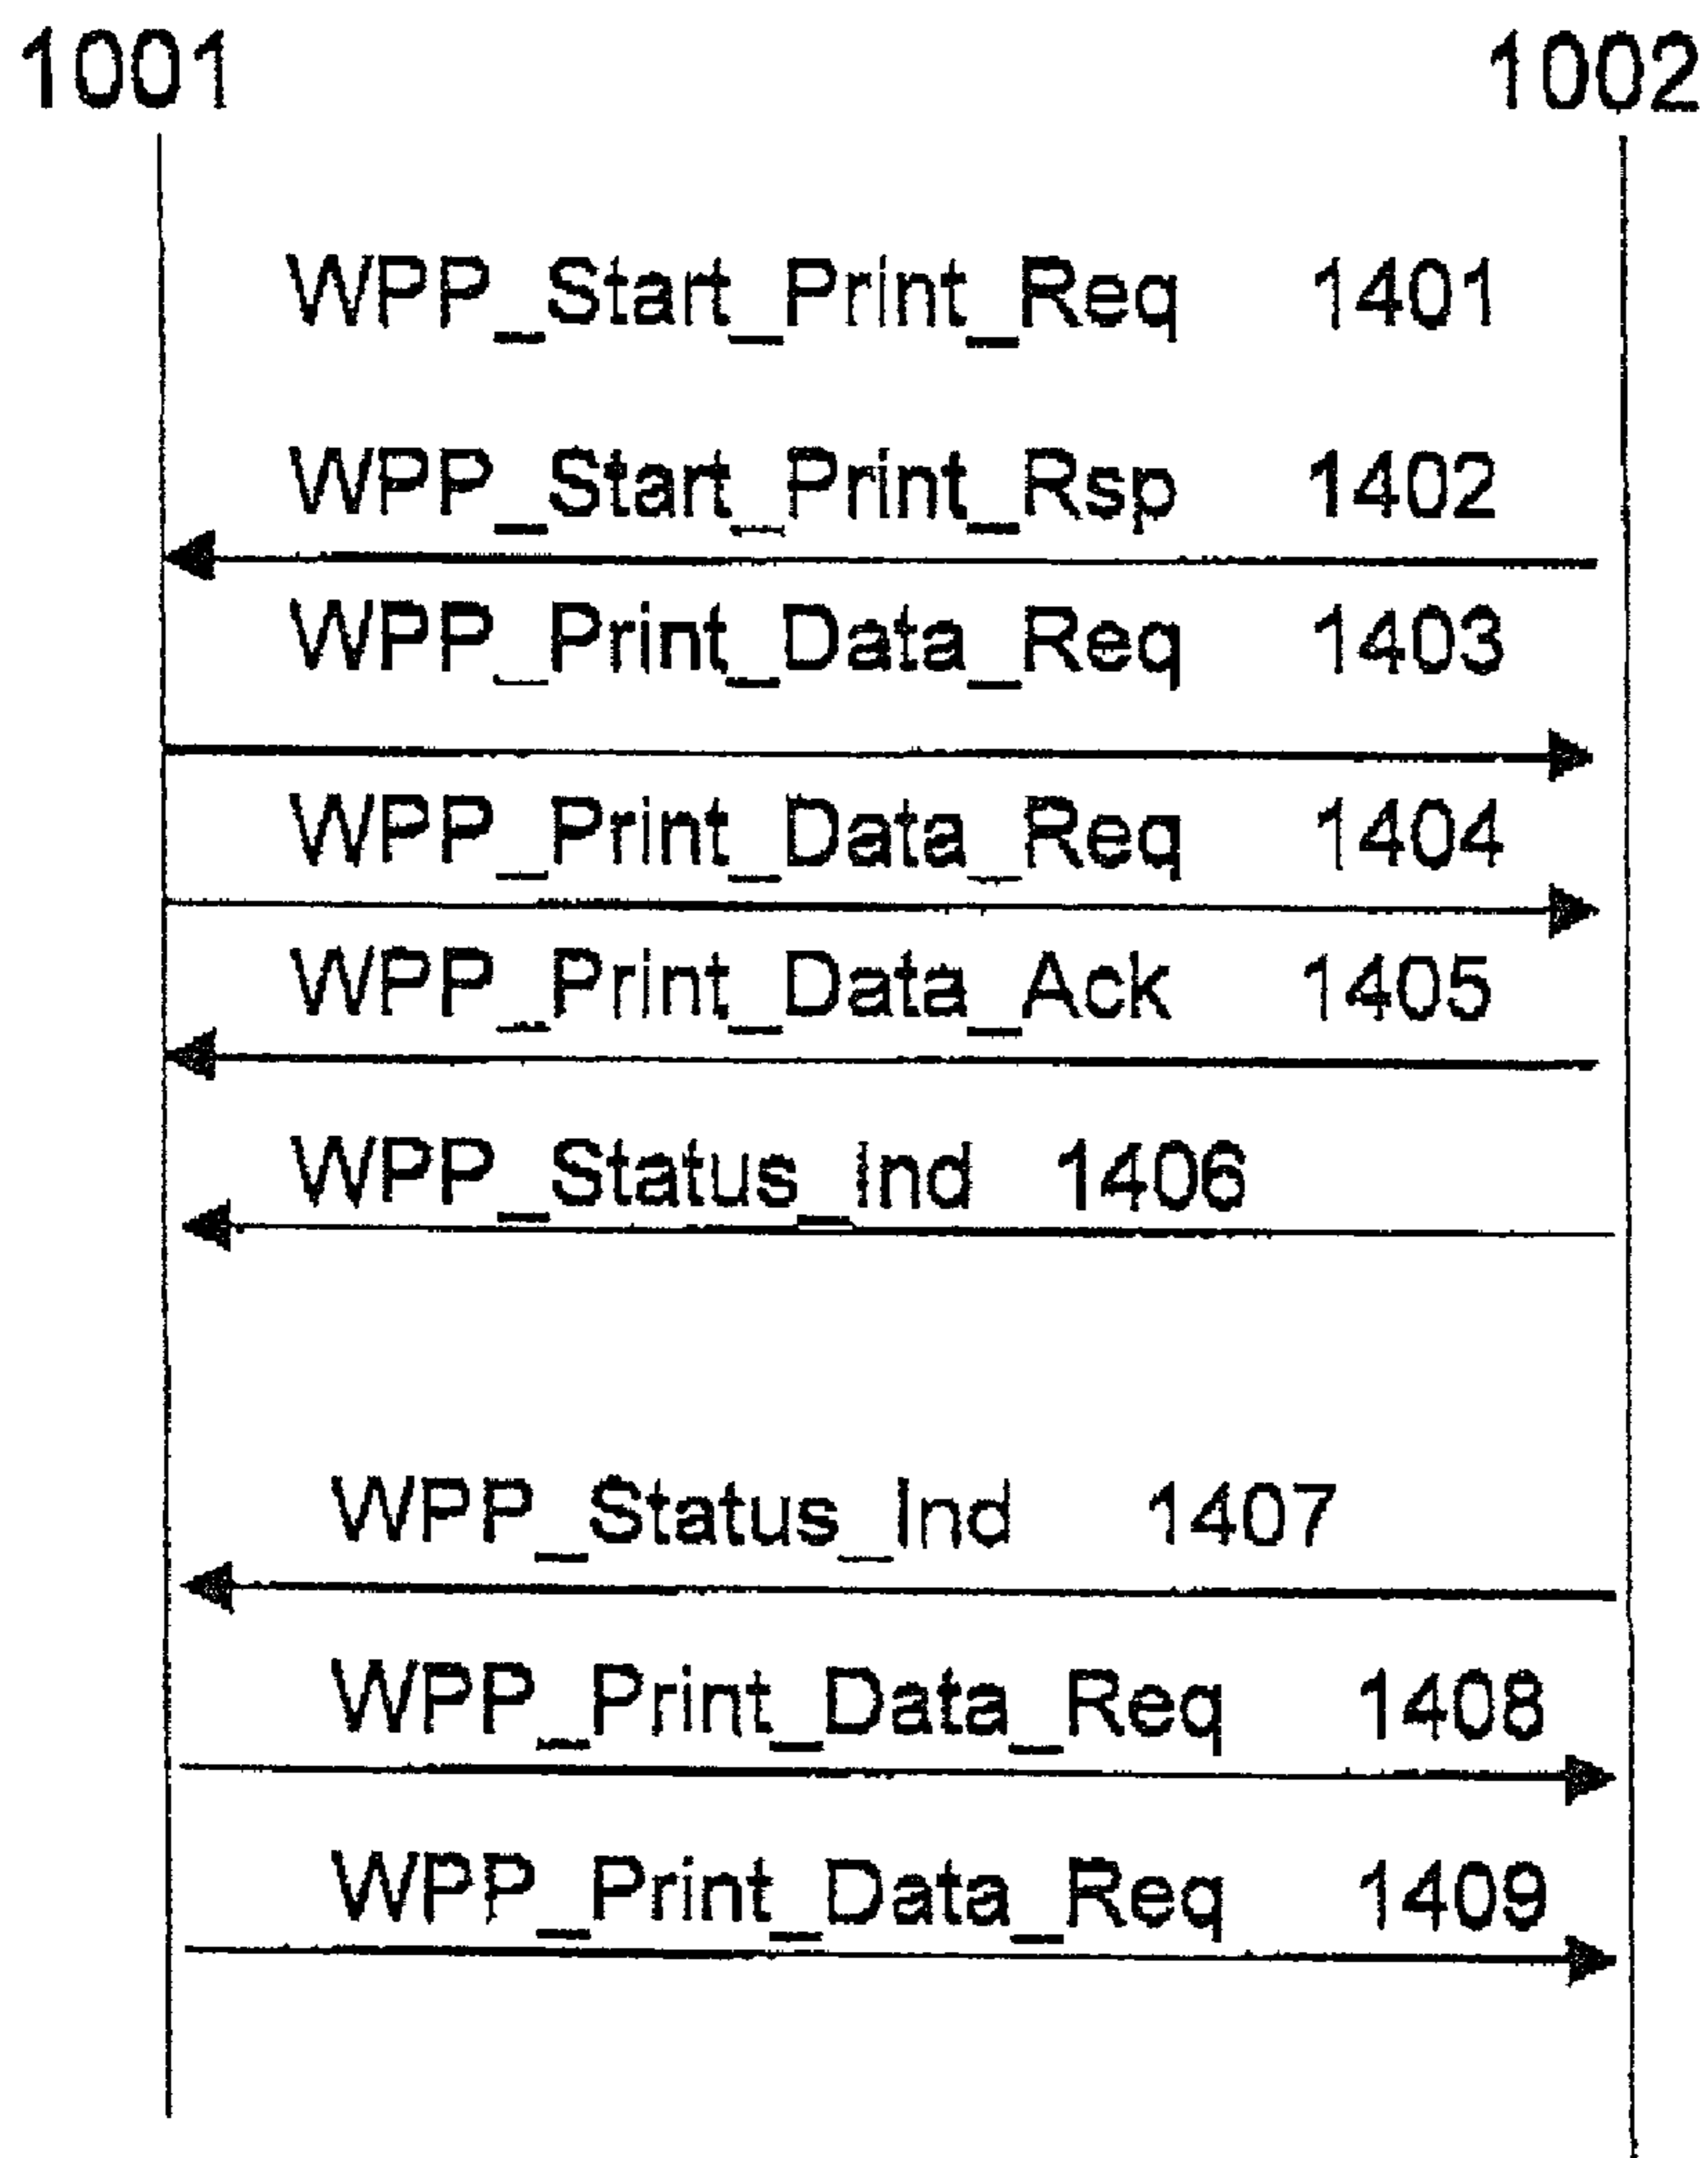 1001 1002
WPP_Start_Print_Req 1401
WPP_Start_Print_Rsp 1402
WPP_Print_Data_Req 1403
WPP_Print_Data_Req 1404
WPP_Print_Data_Ack 1405
WPP_Status_Ind 1406
WPP_Status_Ind 1407
WPP_Print_Data_Req 1408
WPP_Print_Data_Req 1409